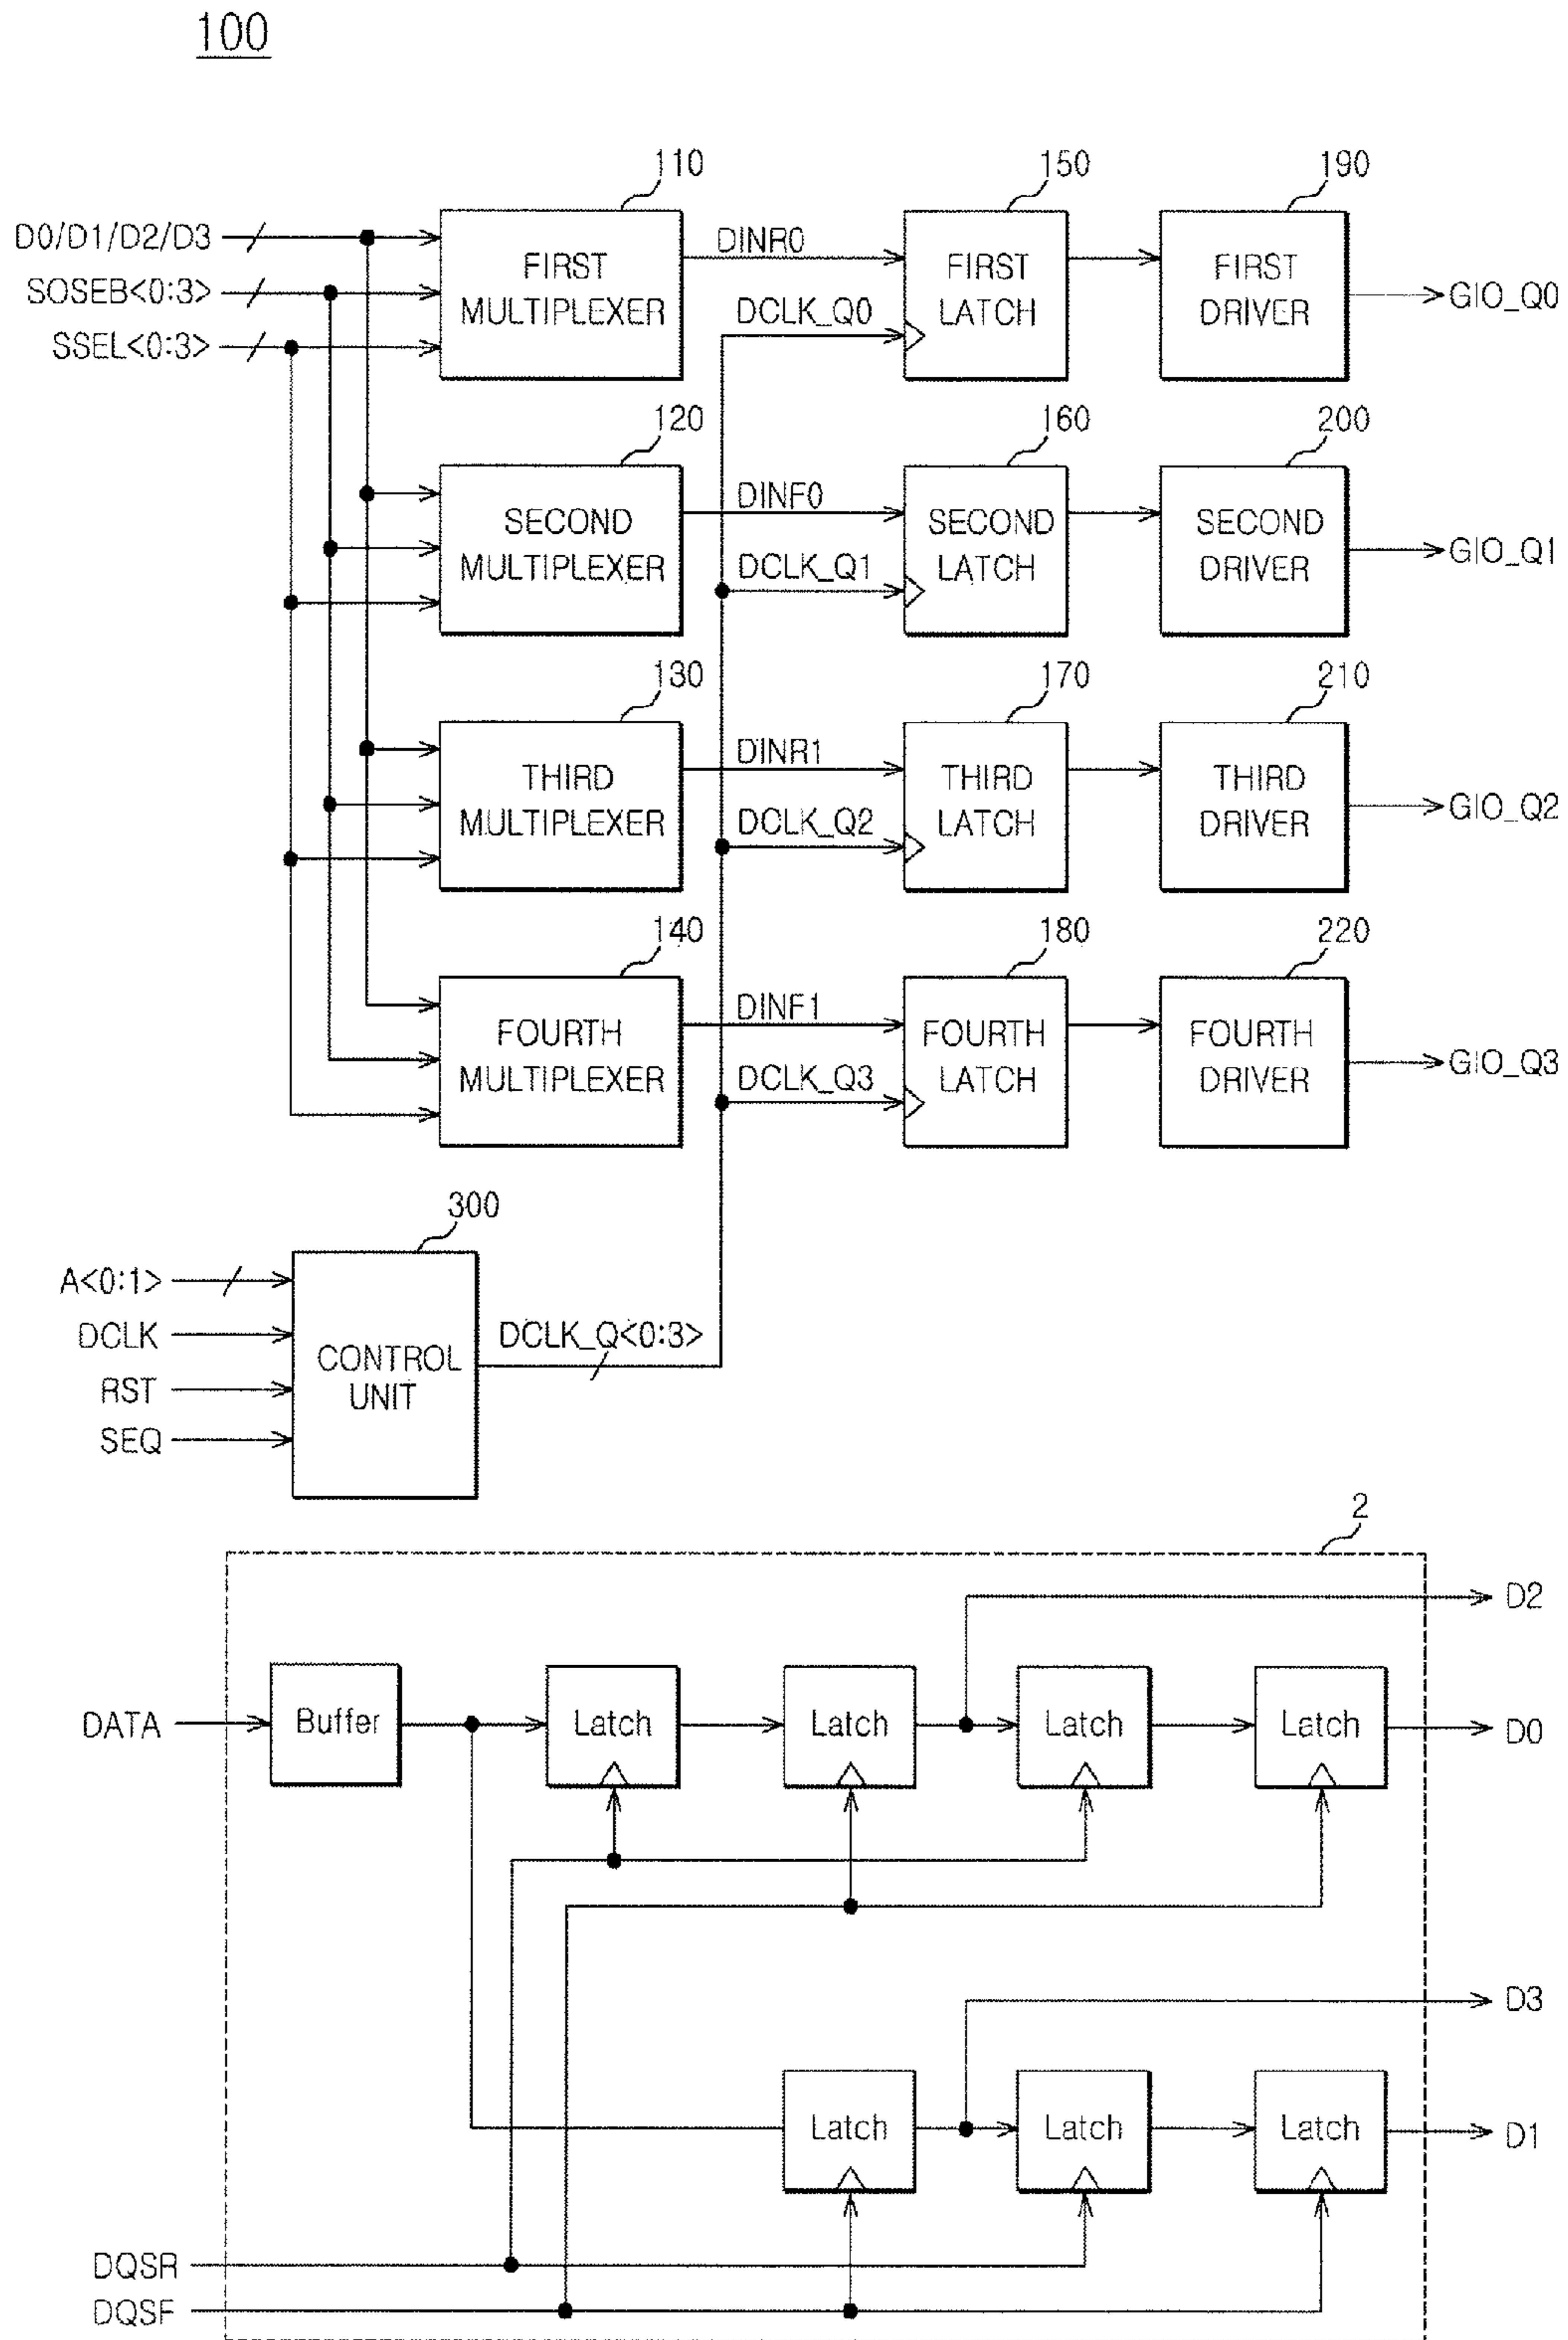 100
110
150
190
D0/D1/D2/D3
SOSEB<0:3>
SSEL<0:3>
FIRST
MULTIPLEXER
DINR0
DCLK_Q0
FIRST
LATCH
FIRST
DRIVER
GIO_Q0
120
160
200
SECOND
MULTIPLEXER
DINF0
DCLK_Q1
SECOND
LATCH
SECOND
DRIVER
GIO_Q1
130
170
210
THIRD
MULTIPLEXER
DINR1
DCLK_Q2
THIRD
LATCH
THIRD
DRIVER
GIO_Q2
140
180
220
FOURTH
MULTIPLEXER
DINF1
DCLK_Q3
FOURTH
LATCH
FOURTH
DRIVER
GIO_Q3
300
A<0:1>
DCLK
RST
SEQ
CONTROL
UNIT
DCLK_Q<0:3>
2
D2
DATA
Buffer
Latch
Latch
Latch
Latch
D0
D3
Latch
Latch
Latch
D1
DQSR
DQSF